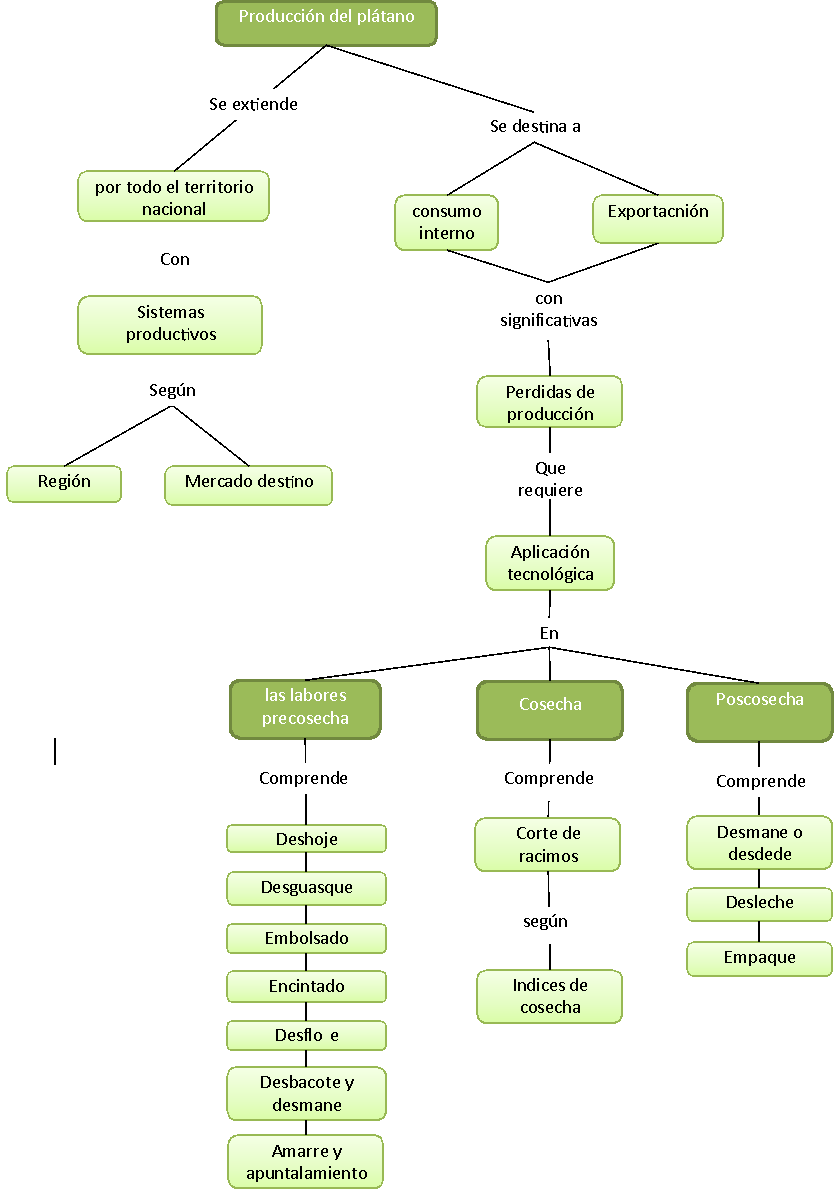 Producción del plátano
Se extiende
Se destina a
por todo el territorio
nacional
consumo
interno
Exportacnión
Con
con
significativas
Sistemas
productivos
Según
Perdidas de
producción
Región
Mercado destino
Que
requiere
Aplicación
tecnológica
En
las labores
precosecha
Cosecha
Poscosecha
Comprende
Comprende
Comprende
Deshoje
Desguasque
Embolsado
Encintado
Desflo e
Desbacote y
desmane
Amarre y
apuntalamiento
Corte de
racimos
según
Indices de
cosecha
Desmane o
desdede
Desleche
Empaque